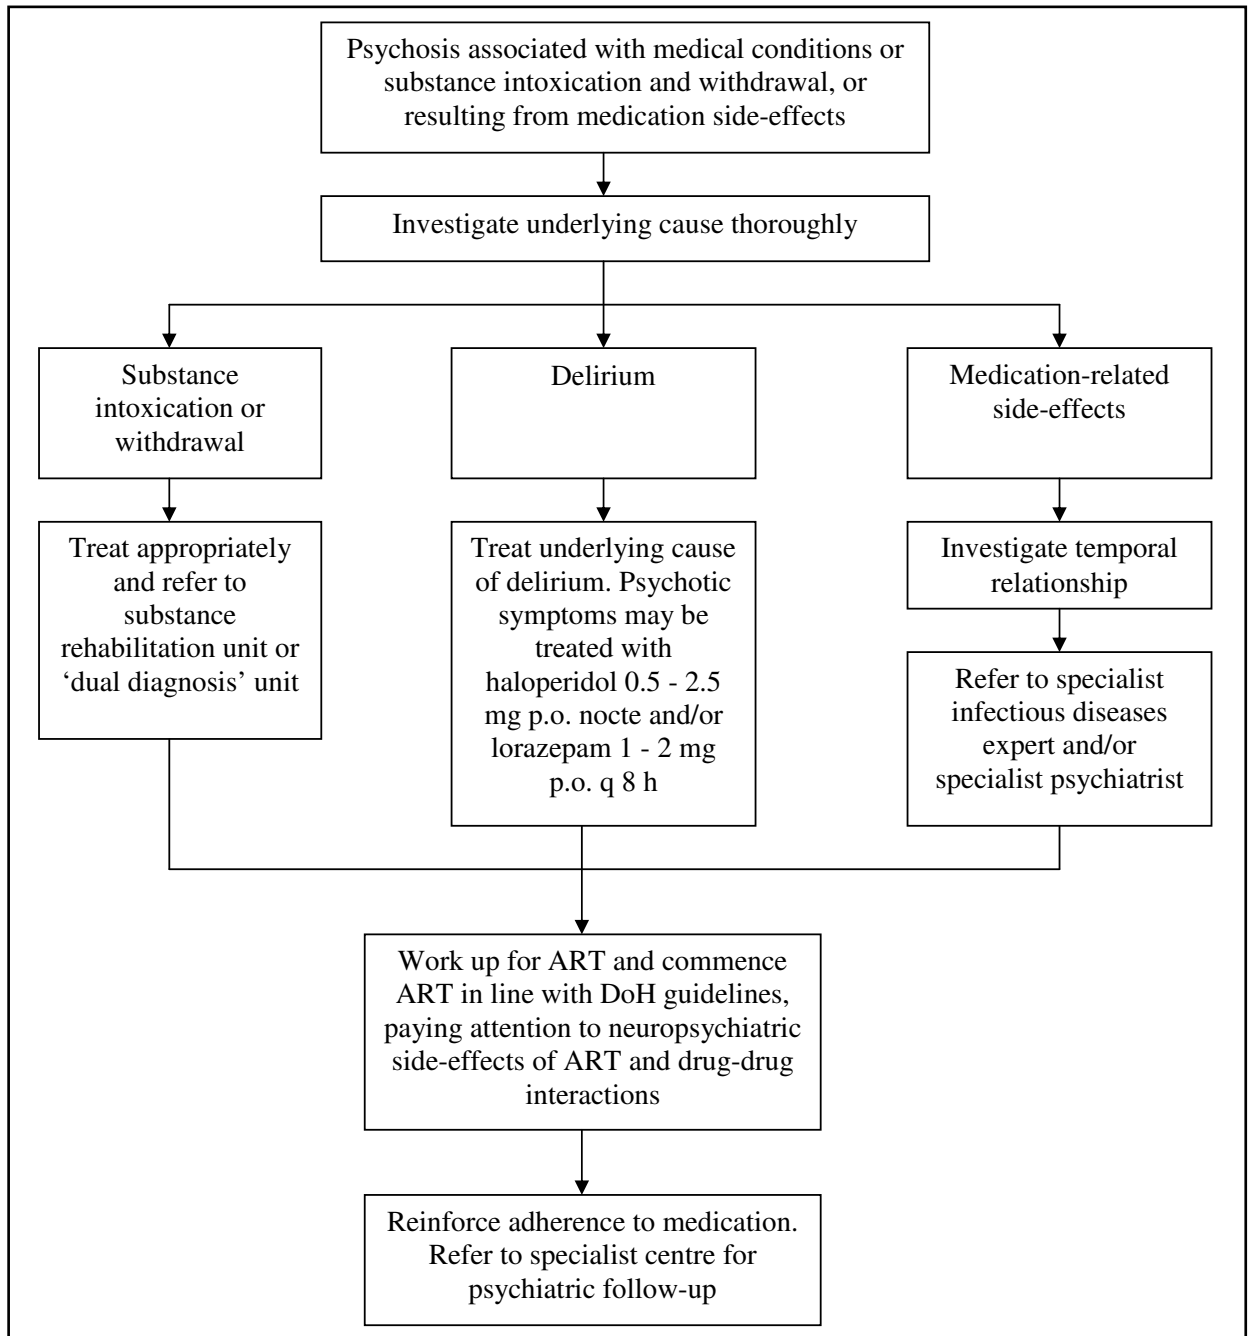 Psychosis associated with medical conditions or
substance intoxication and withdrawal, or
resulting from medication side-effects
Investigate underlying cause thoroughly
Substance
intoxication or
withdrawal
Delirium
Medication-related
side-effects
Treat appropriately
and refer to
substance
rehabilitation unit or
‘dual diagnosis’ unit
Treat underlying cause
of delirium. Psychotic
symptoms may be
treated with
haloperidol 0.5 - 2.5
mg p.o. nocte and/or
lorazepam 1 - 2 mg
p.o. q 8 h
Investigate temporal
relationship
Refer to specialist
infectious diseases
expert and/or
specialist psychiatrist
Work up for ART and commence
ART in line with DoH guidelines,
paying attention to neuropsychiatric
side-effects of ART and drug-drug
interactions
Reinforce adherence to medication.
Refer to specialist centre for
psychiatric follow-up